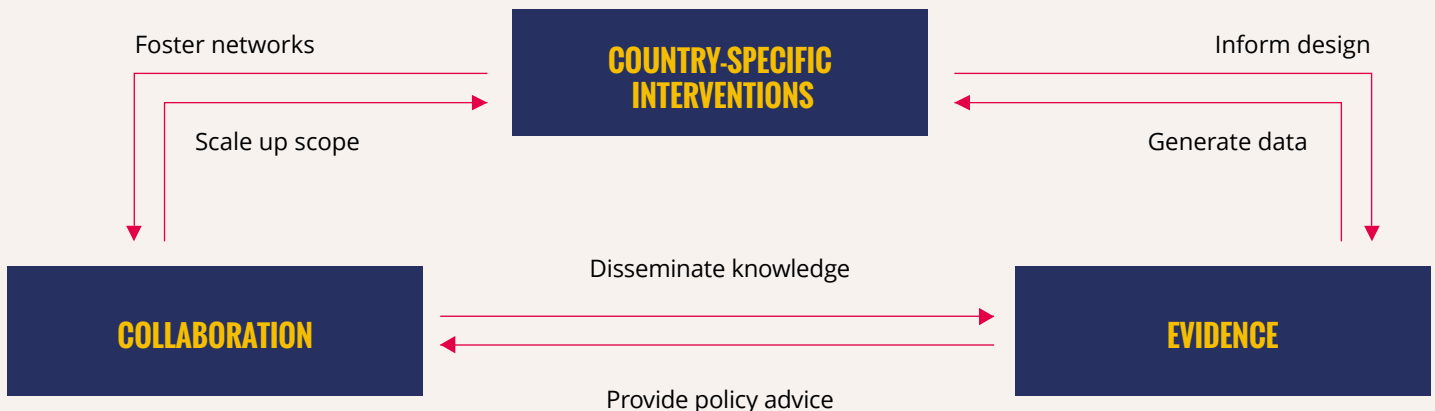 Foster networks
COUNTRY-SPECIFIC
INTERVENTIONS
Inform design
Scale up scope
Generate data
Disseminate knowledge
COLLABORATION
EVIDENCE
Provide policy advice